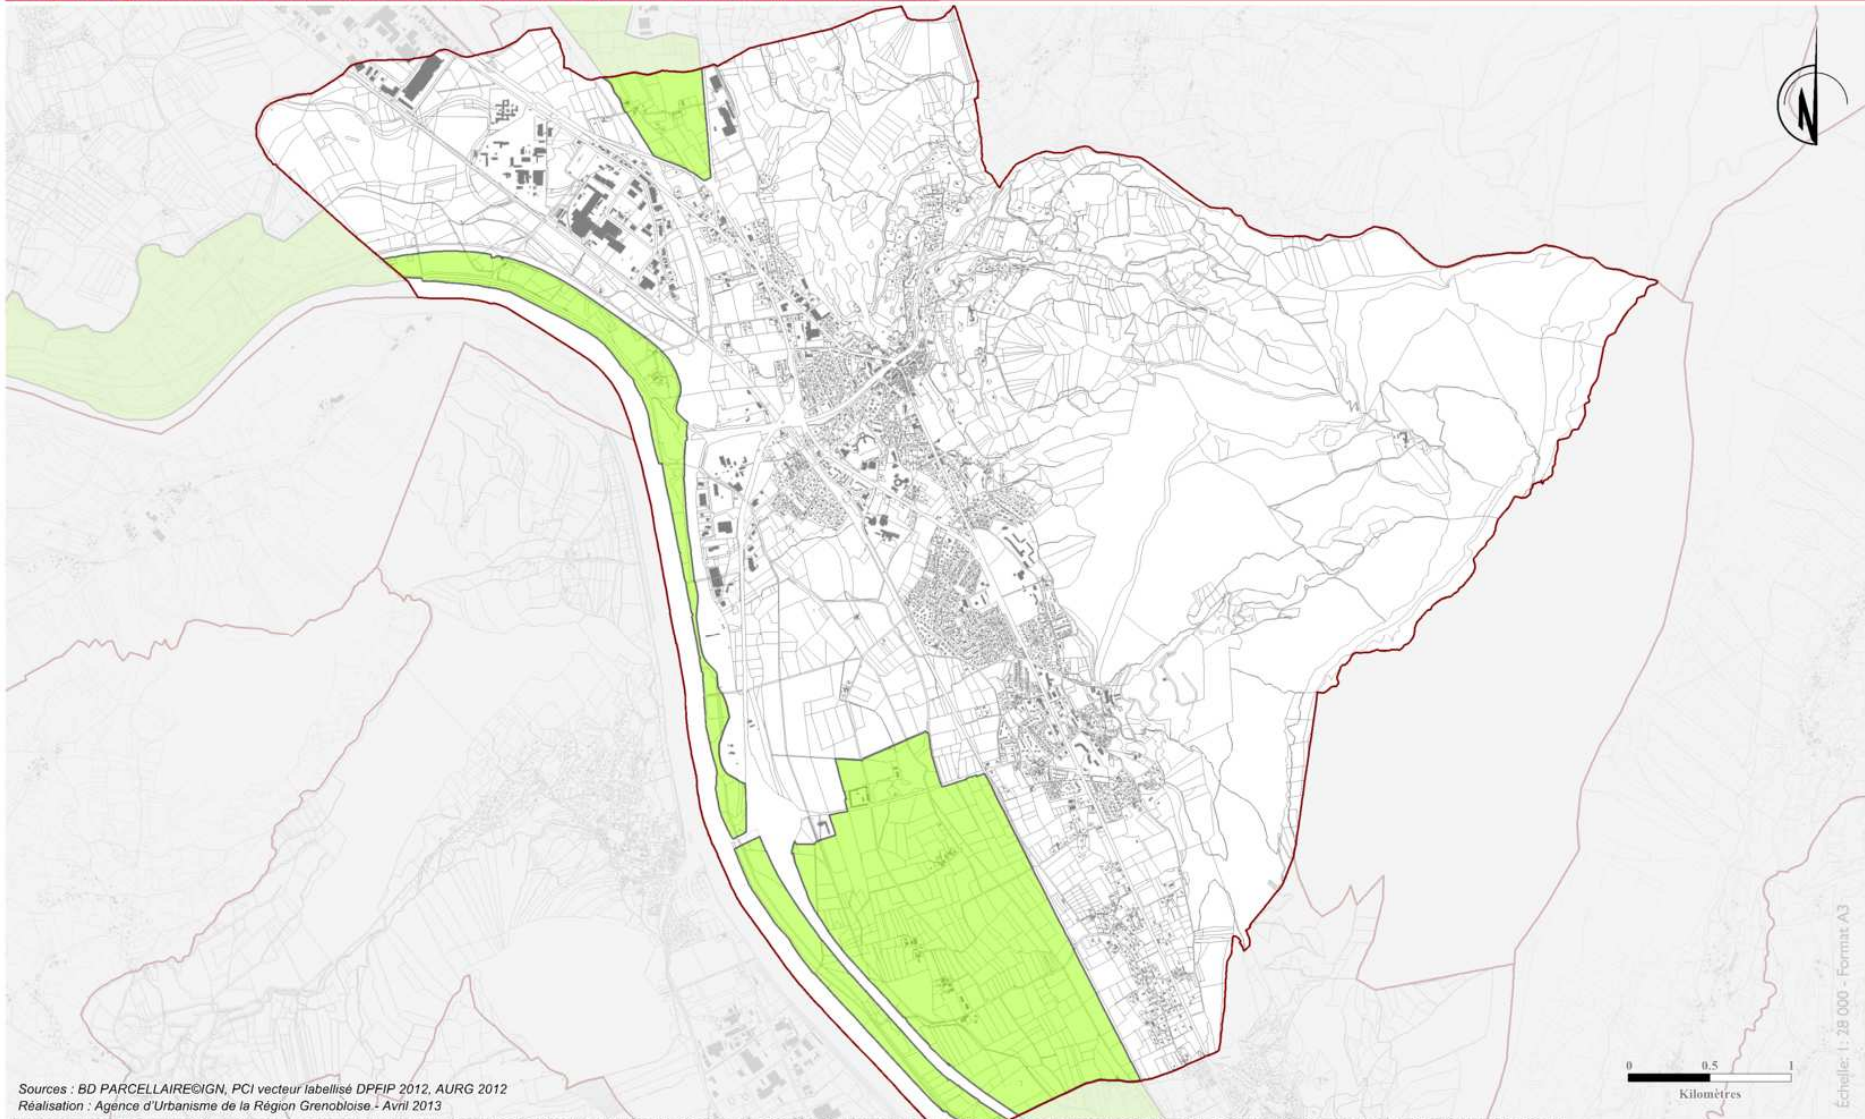 N
Sources : BD PARCELLAIRE©IGN, PCI vecteur labellisé DPFIP 2012, AURG 2012
Réalisation : Agence d'Urbanisme de la Région Grenobloise - Avril 2013
0 0.5 1
Kilomètres
Échelle: 1: 28 000 - Format A3